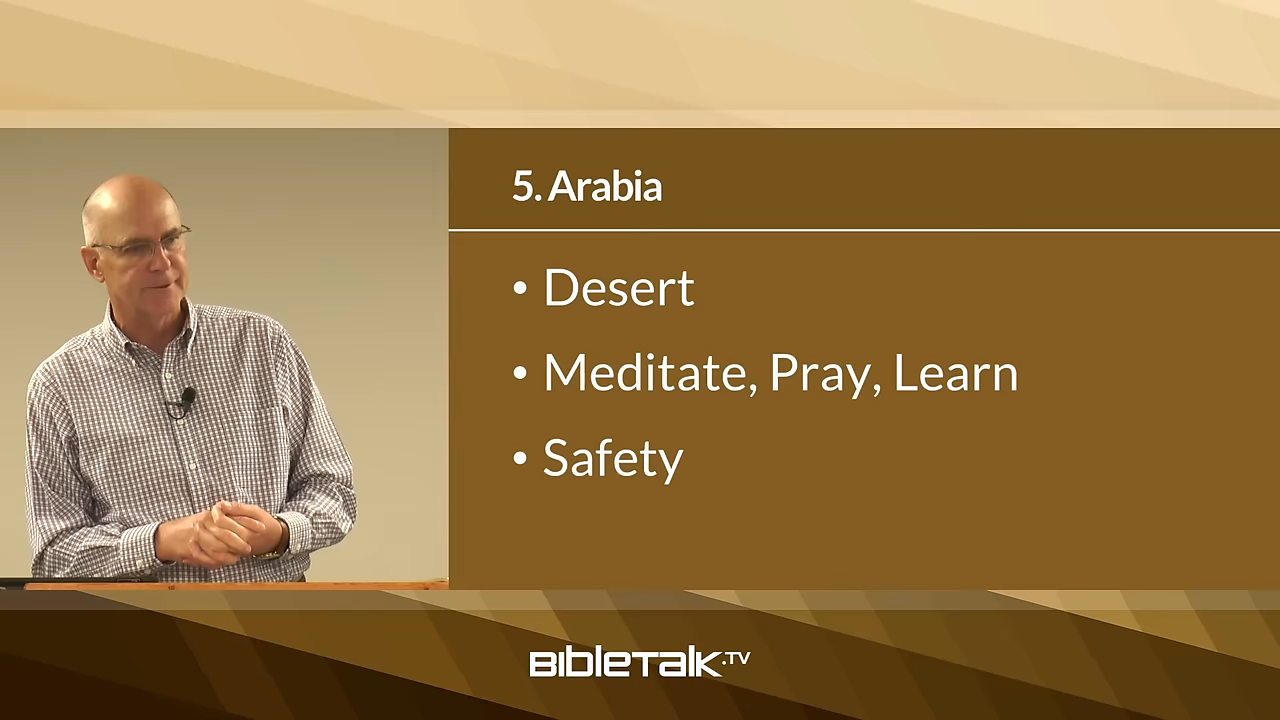 5. Arabia
• Desert
• Meditate, Pray, Learn
• Safety
BIBLETALK.TV